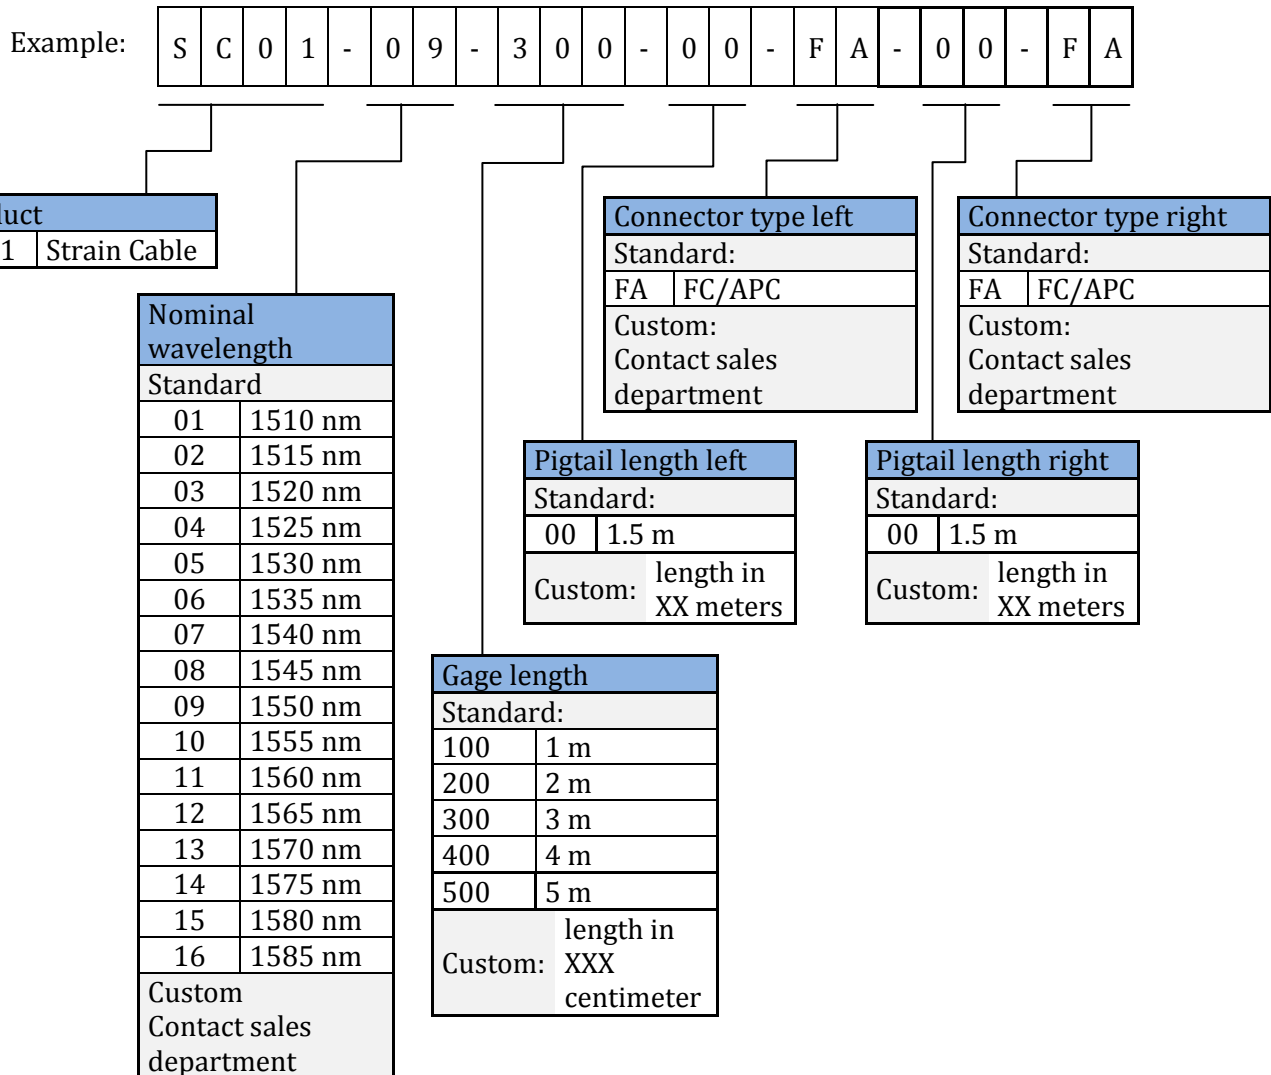 Example: S C 0 1 - 0 9 - 3 0 0 - 0 0 - F A - 0 0 - F A
1 Strain Cable
Nominal
wavelength
Standard
01 1510 nm
02 1515 nm
03 1520 nm
04 1525 nm
05 1530 nm
06 1535 nm
07 1540 nm
08 1545 nm
09 1550 nm
10 1555 nm
11 1560 nm
12 1565 nm
13 1570 nm
14 1575 nm
15 1580 nm
16 1585 nm
Custom
Contact sales
department
Gage length
Standard:
100 1 m
200 2 m
300 3 m
400 4 m
500 5 m
Custom: length in
XXX
centimeter
Pigtail length left
Standard:
00 1.5 m
Custom: length in
XX meters
Connector type left
Standard:
FA FC/APC
Custom:
Contact sales
department
Pigtail length right
Standard:
00 1.5 m
Custom: length in
XX meters
Connector type right
Standard:
FA FC/APC
Custom:
Contact sales
department